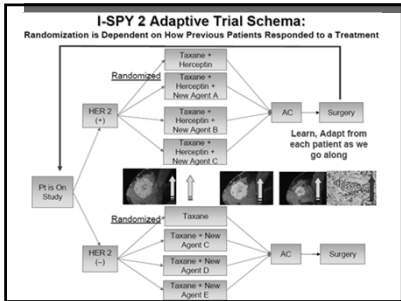 I-SPY 2 Adaptive Trial Schema:
Randomization is Dependent on How Previous Patients Responded to a Treatment
Randomized
Taxane +
Herceptin
Taxane +
Herceptin +
New Agent A
HER 2
(+)
Taxane +
Herceptin +
New Agent B
Taxane +
Herceptin +
New Agent C
AC
Surgery
Learn, Adapt from
each patient as we
go along
Pt is On
Study
Randomized
Taxane
Taxane + New
Agent C
HER 2
(–)
Taxane + New
Agent D
Taxane + New
Agent E
AC
Surgery